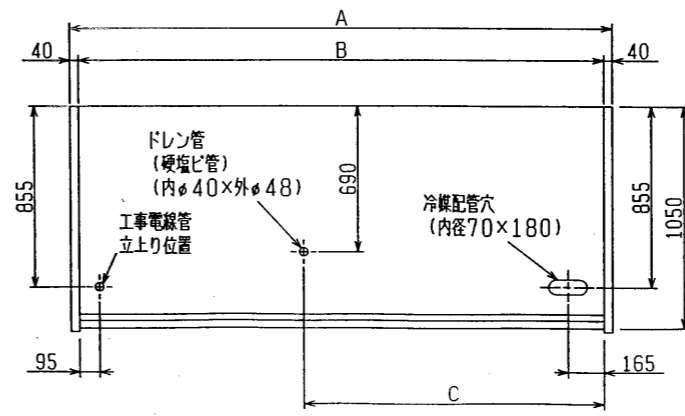 A
40
B
40
ドレン管
(硬塩ビ管)
(内φ40×外φ48)
855
690
工事電線管
立上り位置
冷媒配管穴
(内径70×180)
855
1050
95
165
C